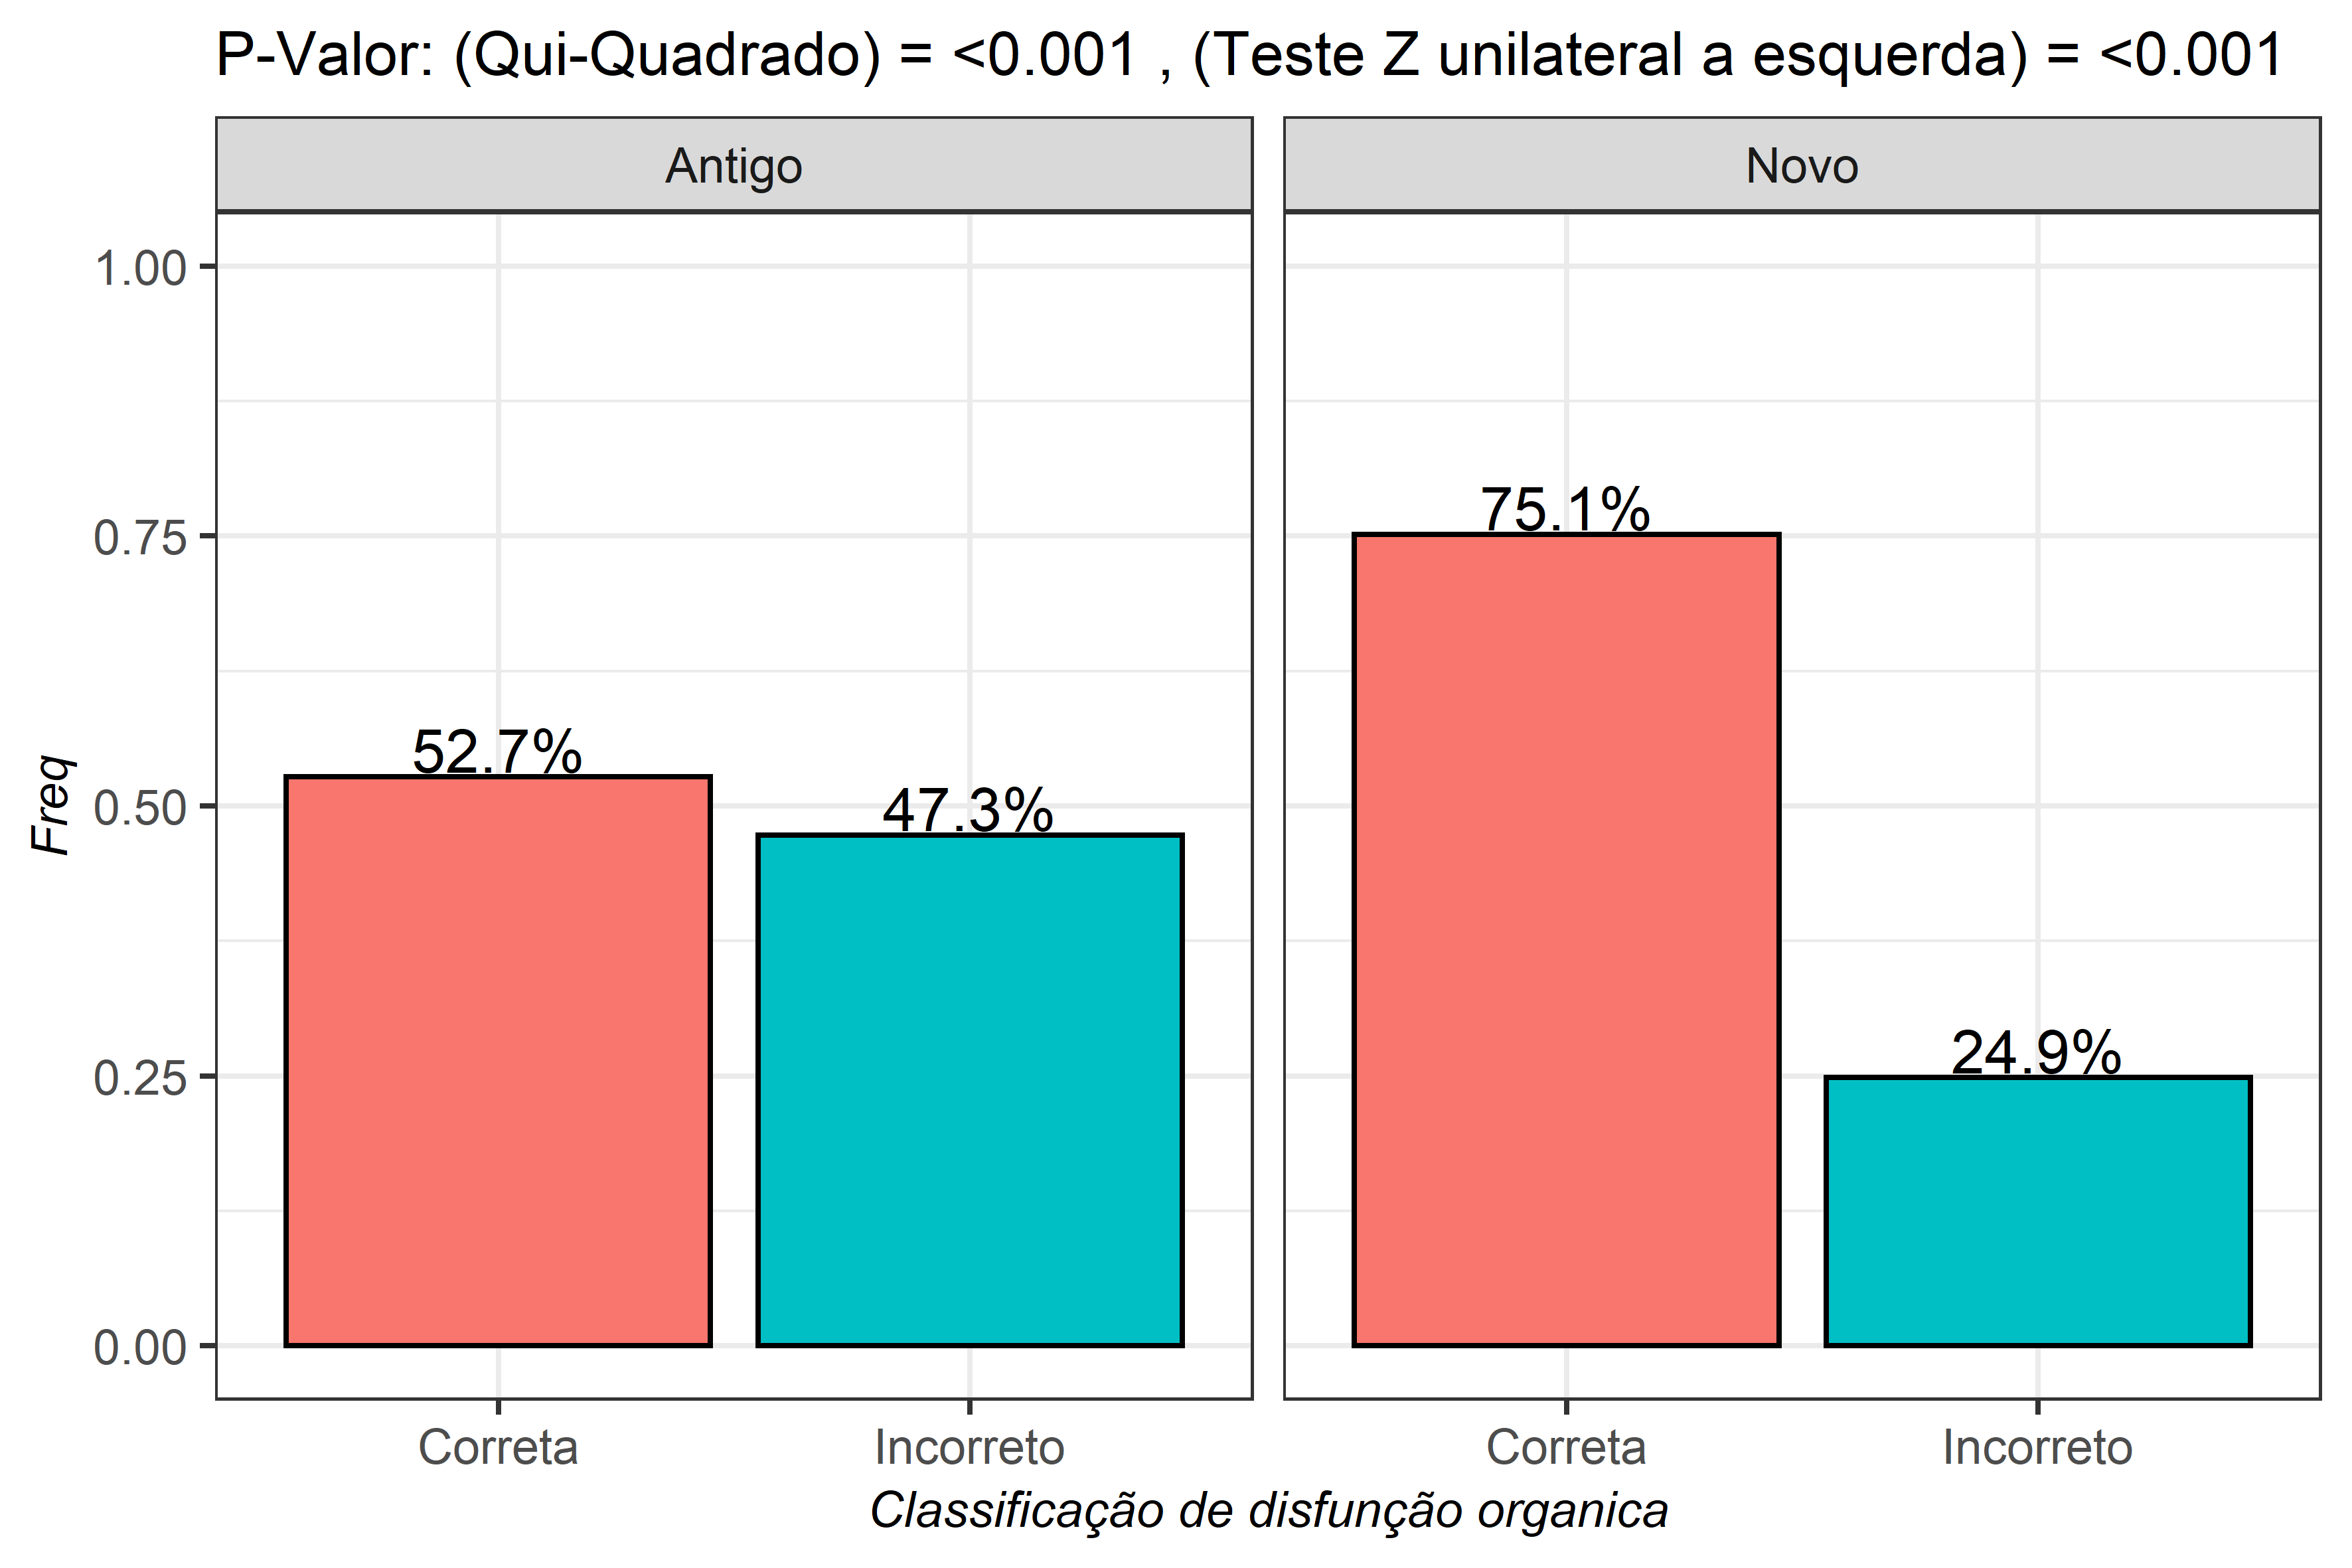 P-Valor: (Qui-Quadrado) = <0.001 , (Teste Z unilateral a esquerda) = <0.001
Antigo
Novo
1.00
0.75
0.50
0.25
0.00
Freq
52.7%
47.3%
75.1%
24.9%
Correta
Incorreto
Correta
Incorreto
Classificação de disfunção organica